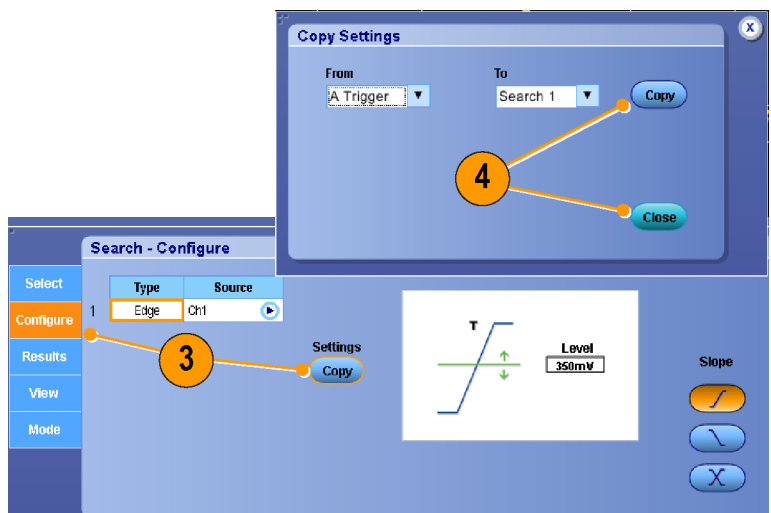 Copy Settings
X
From
To
A Trigger
Search 1
Copy
4
Close
Search - Configure
Select
Type
Source
1
Edge
Ch1
Configure
T
Level
350mV
Settings
Copy
3
Slope
Results
View
Mode